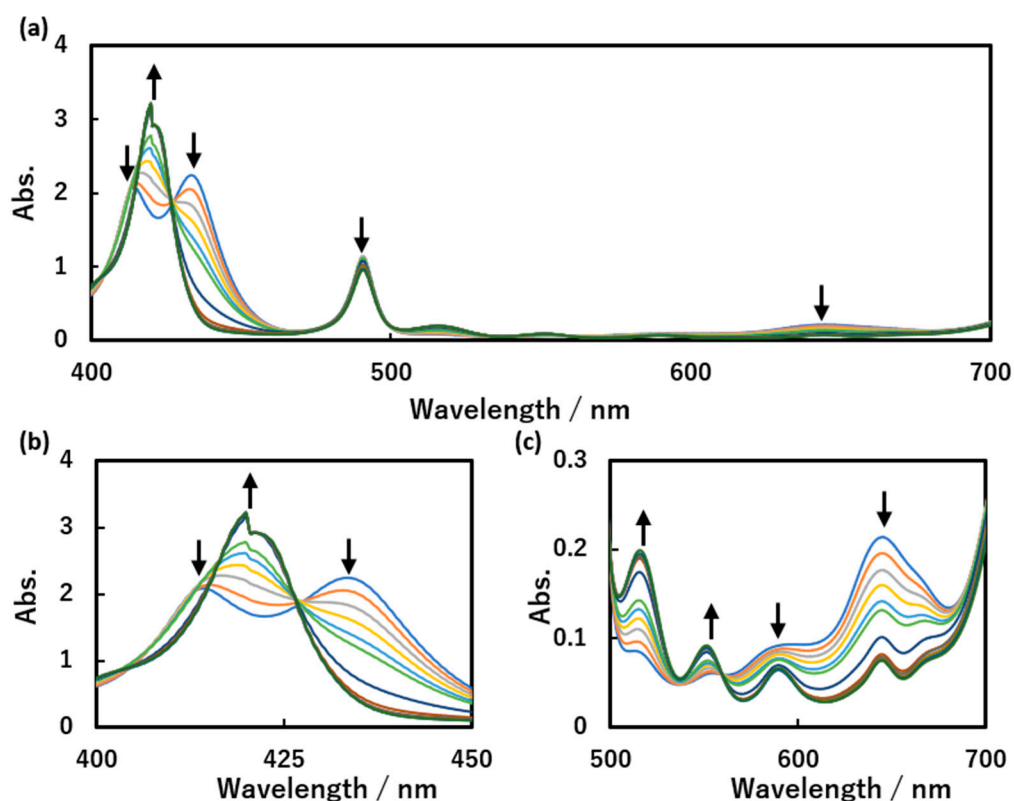 (a)
4
3
2
1
0
Abs.
400 500 600 700
Wavelength / nm
(b)
4
3
2
1
0
Abs.
400 425 450
Wavelength / nm
(c)
0.3
0.2
0.1
0
Abs.
500 600 700
Wavelength / nm